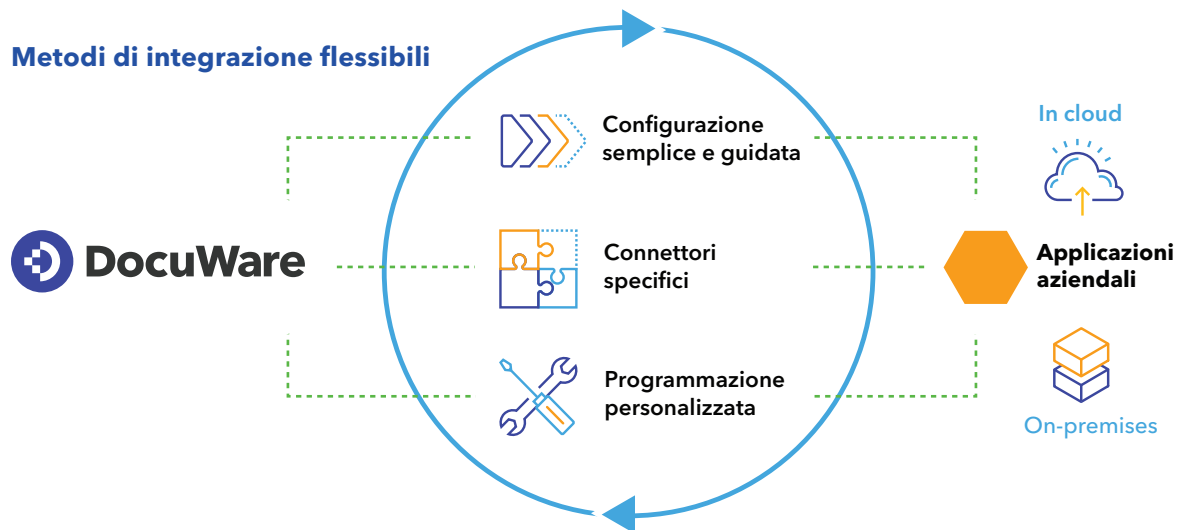 Metodi di integrazione flessibili
Configurazione
semplice e guidata
In cloud
DocuWare
Connettori
specifici
Applicazioni
aziendali
Programmazione
personalizzata
On-premises